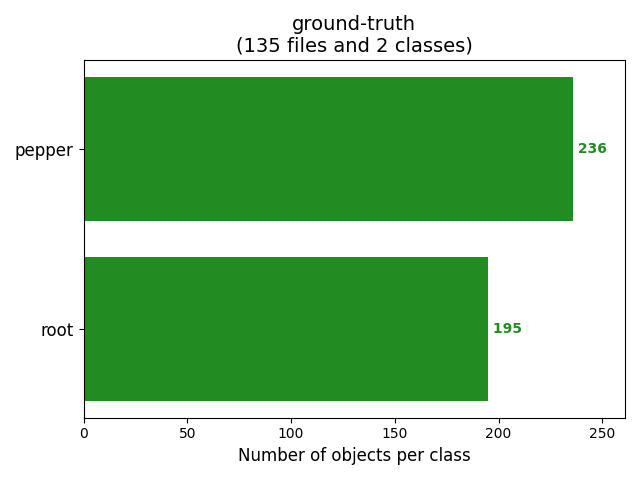 ground-truth
(135 files and 2 classes)
pepper
236
root
195
0 50 100 150 200 250
Number of objects per class